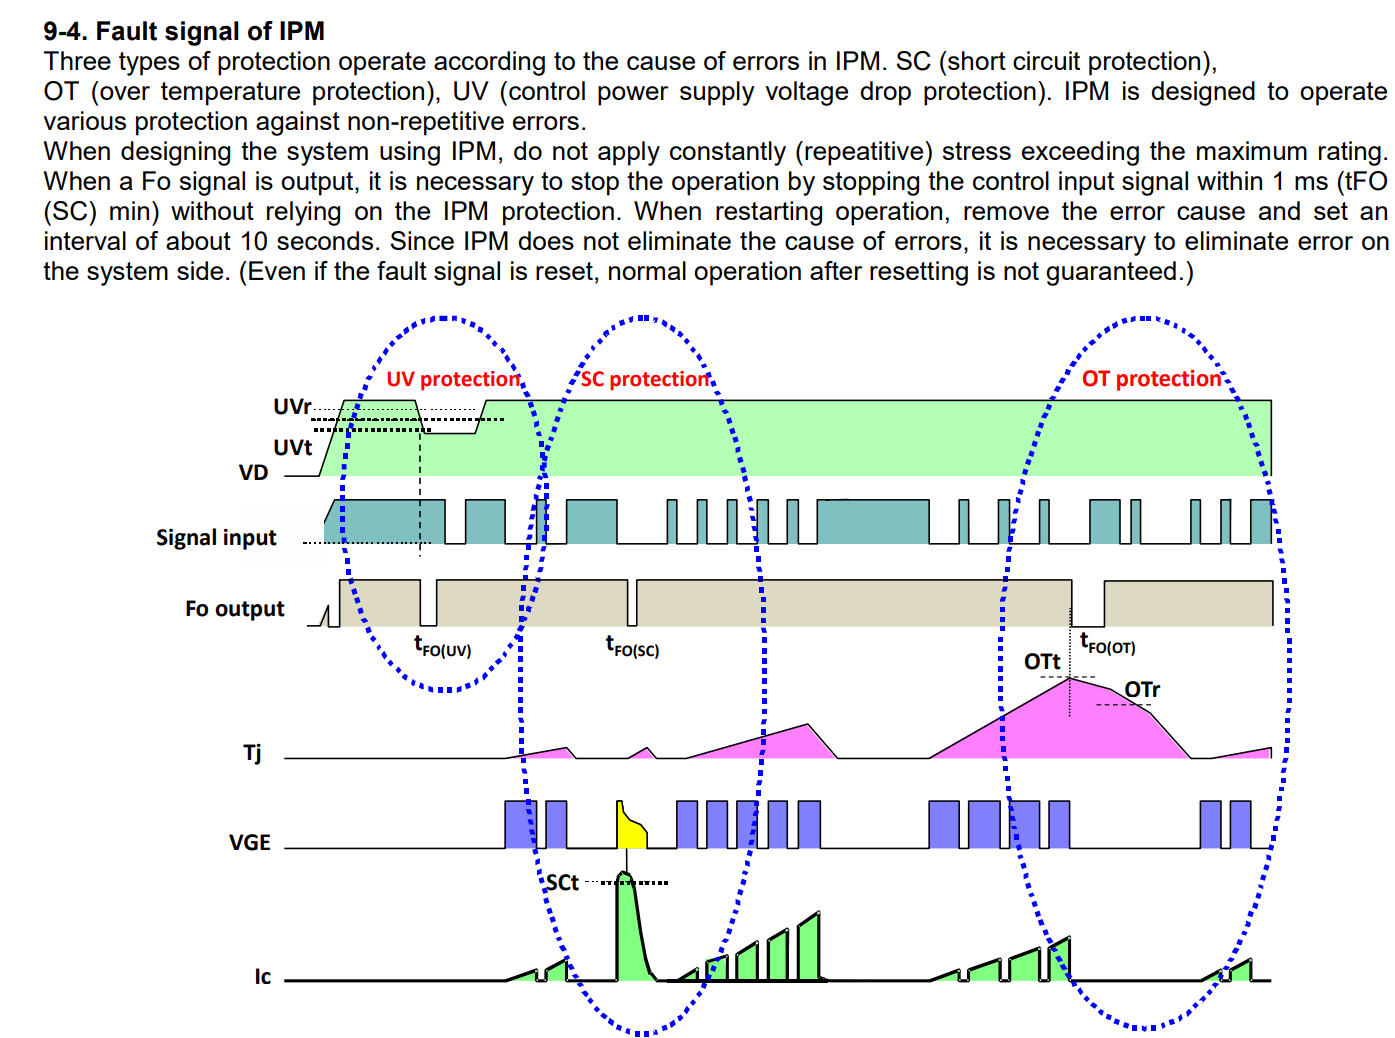 9-4. Fault signal of IPM
Three types of protection operate according to the cause of errors in IPM. SC (short circuit protection),
OT (over temperature protection), UV (control power supply voltage drop protection). IPM is designed to operate
various protection against non-repetitive errors.
When designing the system using IPM, do not apply constantly (repeatitive) stress exceeding the maximum rating.
When a Fo signal is output, it is necessary to stop the operation by stopping the control input signal within 1 ms (tFO
(SC) min) without relying on the IPM protection. When restarting operation, remove the error cause and set an
interval of about 10 seconds. Since IPM does not eliminate the cause of errors, it is necessary to eliminate error on
the system side. (Even if the fault signal is reset, normal operation after resetting is not guaranteed.)
UV protection
SC protection
OT protection
UVr
UVt
VD
Signal input
Fo output
tFO(UV)
tFO(SC)
tFO(OT)
OTt
OTr
Tj
VGE
SCt
Ic